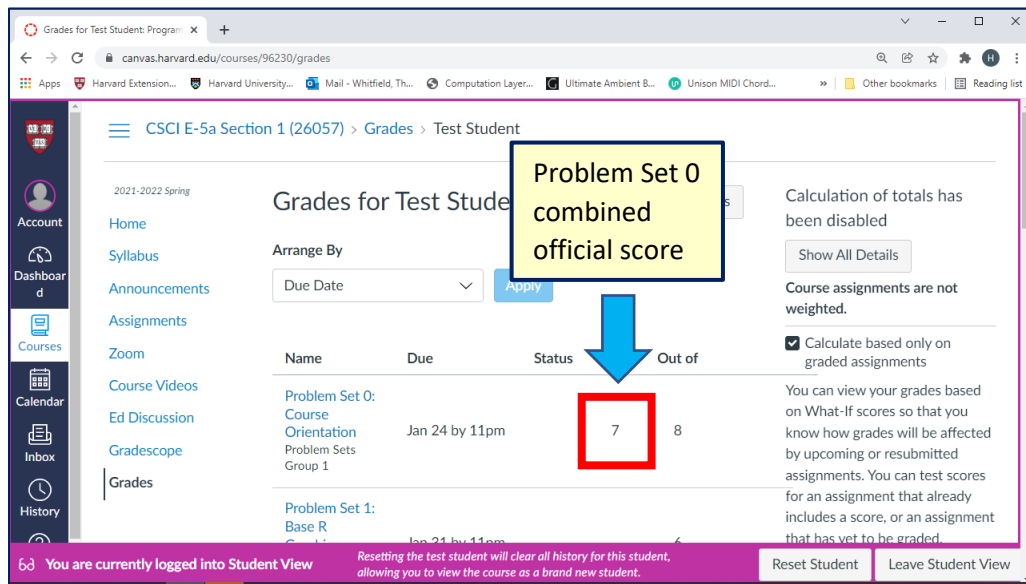 Grades for Test Student: Program
canvas.harvard.edu/courses/96230/grades
Apps
Harvard Extension...
Harvard University...
Mail - Whitfield, Th...
Computation Layer...
Ultimate Ambient B...
Unison MIDI Chord...
»
Other bookmarks
Reading list
CSCI E-5a Section 1 (26057) > Grades > Test Student
Account
Dashboar
d
Courses
Calendar
Inbox
History
2021-2022 Spring
Home
Syllabus
Announcements
Assignments
Zoom
Course Videos
Ed Discussion
Gradescope
Grades
Grades for Test Stude
s
Problem Set 0
combined
official score
Arrange By
Due Date
Apply
Name Due Status Out of
Problem Set 0:
Course
Orientation
Problem Sets
Group 1
Jan 24 by 11pm
7
8
Problem Set 1:
Base R
Jan 31 by 11pm
6
Calculation of totals has
been disabled
Show All Details
Course assignments are not
weighted.
Calculate based only on
graded assignments
You can view your grades based
on What-If scores so that you
know how grades will be affected
by upcoming or resubmitted
assignments. You can test scores
for an assignment that already
includes a score, or an assignment
that has yet to be graded.
You are currently logged into Student View
Resetting the test student will clear all history for this student,
allowing you to view the course as a brand new student.
Reset Student
Leave Student View